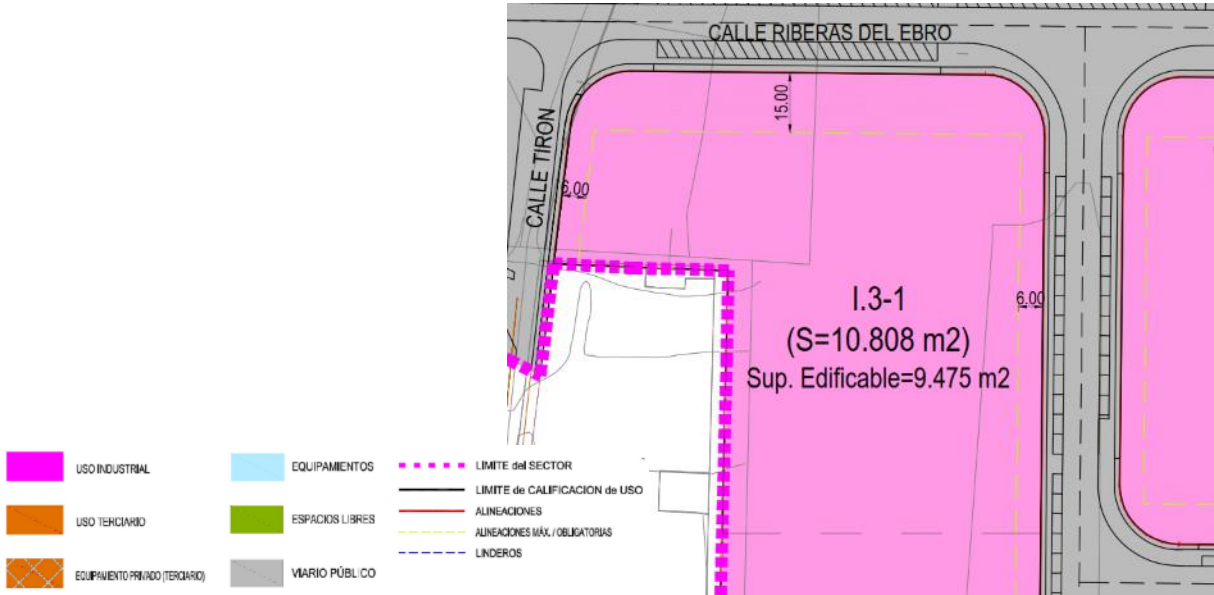 CALLE RIBERAS DEL EBRO
15.00
CALLE TIRON
6.00
I.3-1
6.00
(S=10.808 m2)
Sup. Edificable=9.475 m2
USO INDUSTRIAL
EQUIPAMIENTOS
LIMITE del SECTOR
LIMITE de CALIFICACION de USO
USO TERCIARIO
ESPACIOS LIBRES
ALINEACIONES
ALINEACIONES MÁX. / OBLIGATORIAS
LINDEROS
EQUIPAMIENTO PRIVADO (TERCIARIO)
VIARIO PÚBLICO